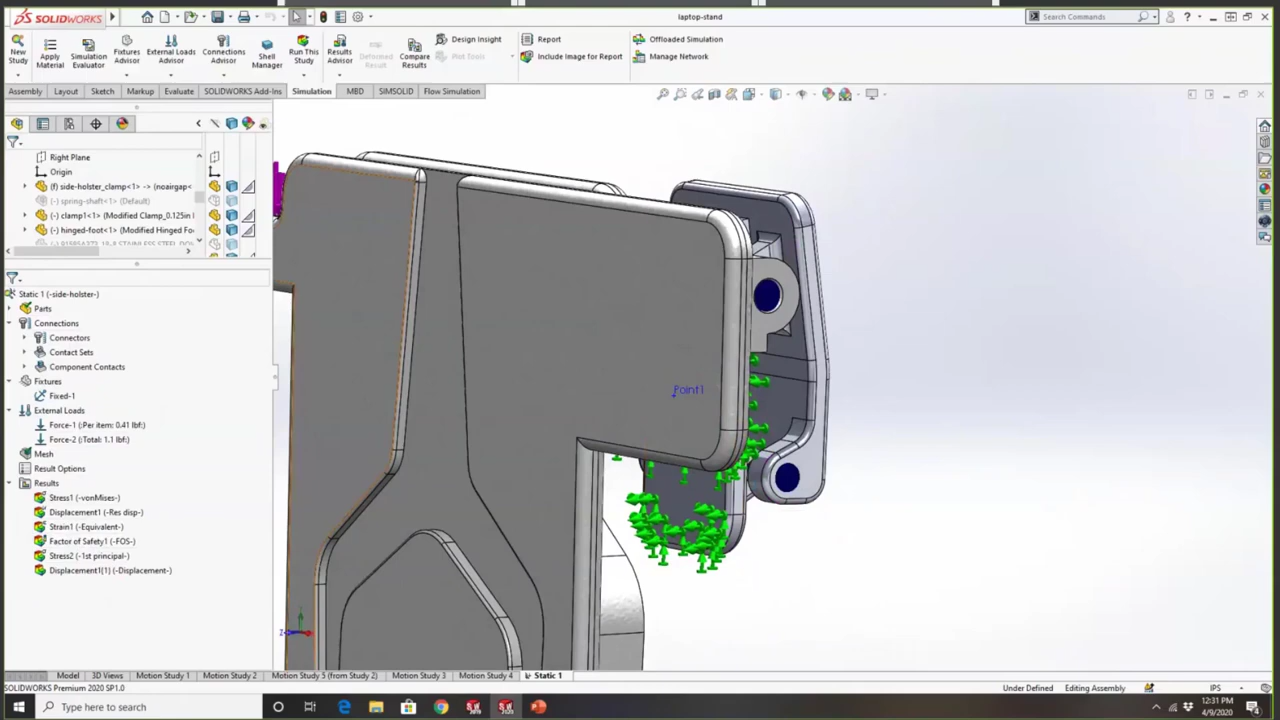 SOLIDWORKS
laptop-stand
Search Commands
New Study
Apply Material
Simulation Evaluator
Fixtures Advisor
External Loads Advisor
Connections Advisor
Shell Manager
Run This Study
Results Advisor
Deformed Result
Compare Results
Design Insight
Plot Tools
Report
Include Image for Report
Offloaded Simulation
Manage Network
Assembly
Layout
Sketch
Markup
Evaluate
SOLIDWORKS Add-Ins
Simulation
MBD
SIMSOLID
Flow Simulation
Right Plane
Origin
(f) side-holster_clamp<1> -> (noairgap<
(-) spring-shaft<1> (Default)
(-) clamp1<1> (Modified Clamp_0.125in
(-) hinged-foot<1> (Modified Hinged Fo
Static 1 (-side-holster-)
Parts
Connections
Connectors
Contact Sets
Component Contacts
Fixtures
Fixed-1
External Loads
Force-1 (:Per item: 0.41 lbf:)
Force-2 (:Total: 1.1 lbf:)
Mesh
Result Options
Results
Stress1 (-vonMises-)
Displacement1 (-Res disp-)
Strain1 (-Equivalent-)
Factor of Safety1 (-FOS-)
Stress2 (-1st principal-)
Displacement1(1) (-Displacement-)
Point1
Z
Model
3D Views
Motion Study 1
Motion Study 2
Motion Study 5 (from Study 2)
Motion Study 3
Motion Study 4
Static 1
SOLIDWORKS Premium 2020 SP1.0
Under Defined
Editing Assembly
IPS
Type here to search
12:31 PM
4/9/2020